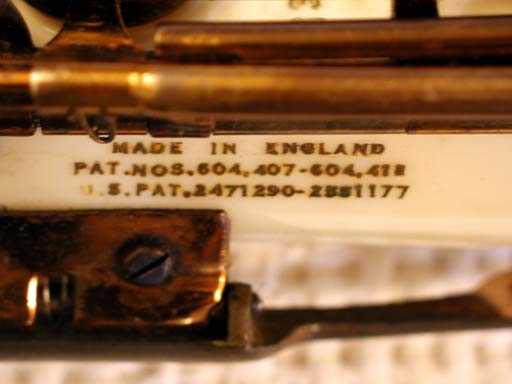 MADE IN ENGLAND
PAT.NOS.604,407-604,418
U.S.PAT.2471290-2551177